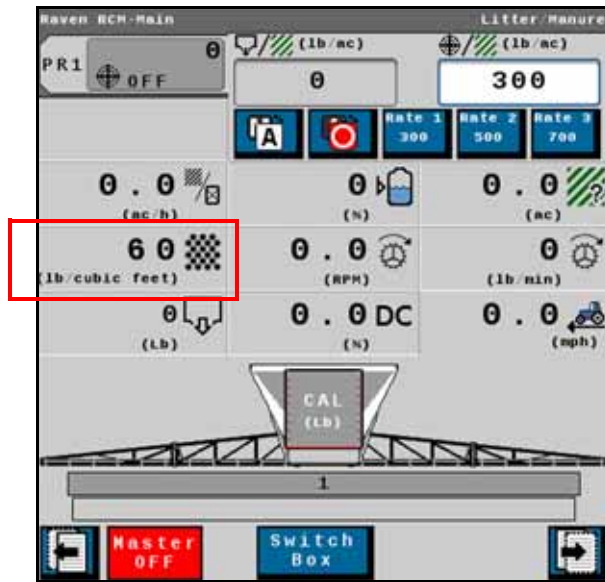 Raven RCM-Main Litter/Manure
PR1 0 OFF
(lb/ac) (lb/ac)
0 300
A Rate 1 300 Rate 2 500 Rate 3 700
0.0 (ac/h) 0 (%) 0.0 ? (ac)
60 (lb/cubic feet) 0.0 (RPM) 0 (lb/min)
0 (Lb) 0.0 DC (%) 0.0 (mph)
CAL
(Lb)
1
Master OFF Switch Box